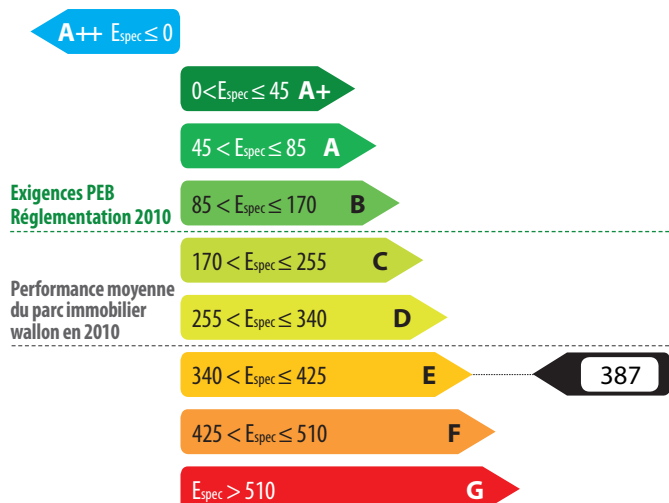 A++ Espec ≤ 0
0<Espec ≤ 45 A+
45 < Espec ≤ 85 A
Exigences PEB
Réglementation 2010
85 < Espec ≤ 170 B
170 < Espec ≤ 255 C
Performance moyenne
du parc immobilier
wallon en 2010
255 < Espec ≤ 340 D
340 < Espec ≤ 425 E
387
425 < Espec ≤ 510 F
Espec > 510 G